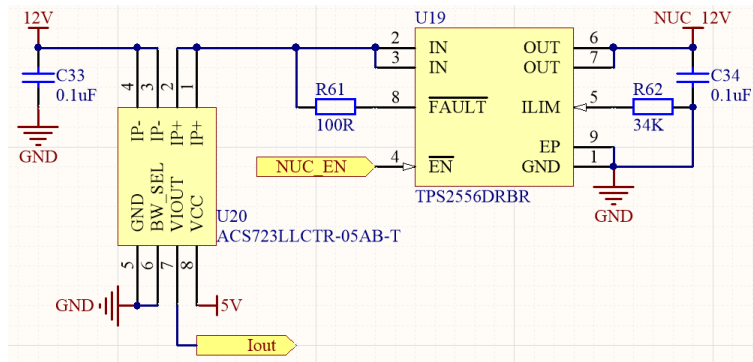 12V
C33
0.1uF
GND
4
3
2
1
IP-
IP-
IP+
IP+
GND
BW_SEL
VIOUT
VCC
5
6
7
8
U20
ACS723LLCTR-05AB-T
GND
5V
Iout
R61
100R
NUC_EN
U19
2
3
8
4
IN
IN
FAULT
EN
OUT
OUT
ILIM
EP
GND
6
7
5
9
1
TPS2556DRBR
NUC_12V
C34
0.1uF
R62
34K
GND